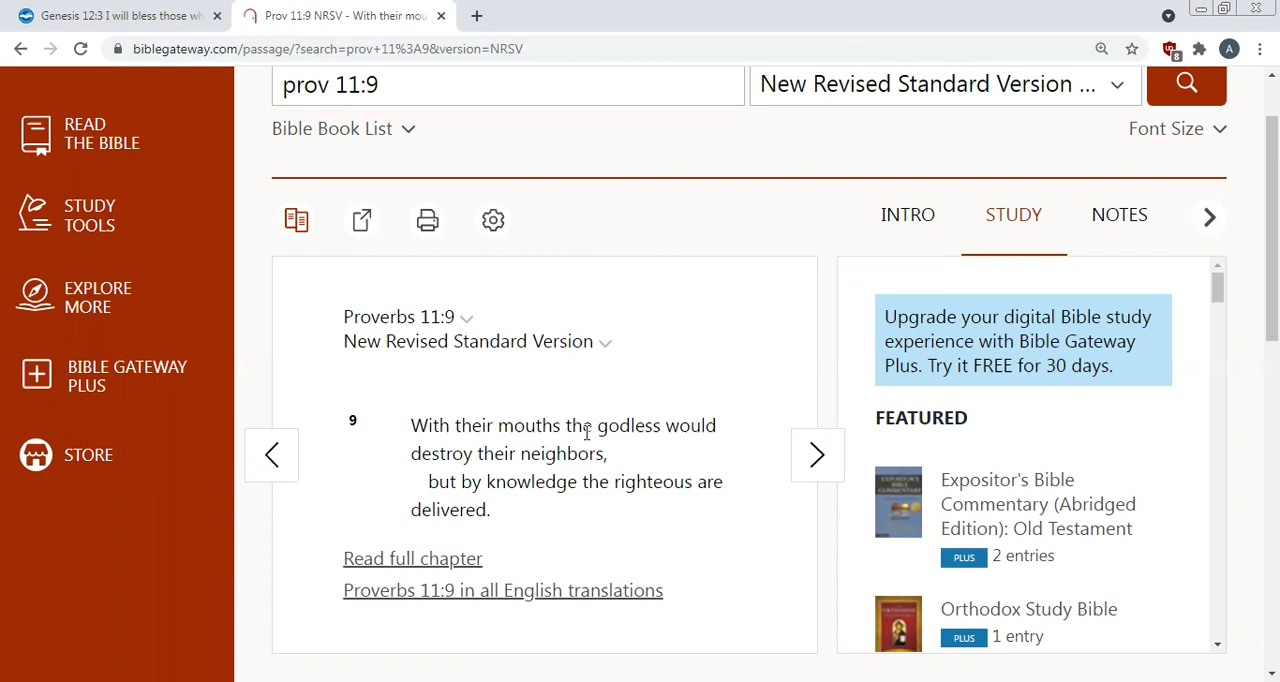 Genesis 12:3 I will bless those wh
Prov 11:9 NRSV - With their mou
biblegateway.com/passage/?search=prov+11%3A9&version=NRSV
8
A
prov 11:9
New Revised Standard Version ...
Bible Book List
Font Size
READ
THE BIBLE
STUDY
TOOLS
EXPLORE
MORE
BIBLE GATEWAY
PLUS
STORE
INTRO
STUDY
NOTES
Proverbs 11:9
New Revised Standard Version
9 With their mouths the godless would
destroy their neighbors,
but by knowledge the righteous are
delivered.
Read full chapter
Proverbs 11:9 in all English translations
Upgrade your digital Bible study
experience with Bible Gateway
Plus. Try it FREE for 30 days.
FEATURED
Expositor's Bible
Commentary (Abridged
Edition): Old Testament
PLUS 2 entries
Orthodox Study Bible
PLUS 1 entry